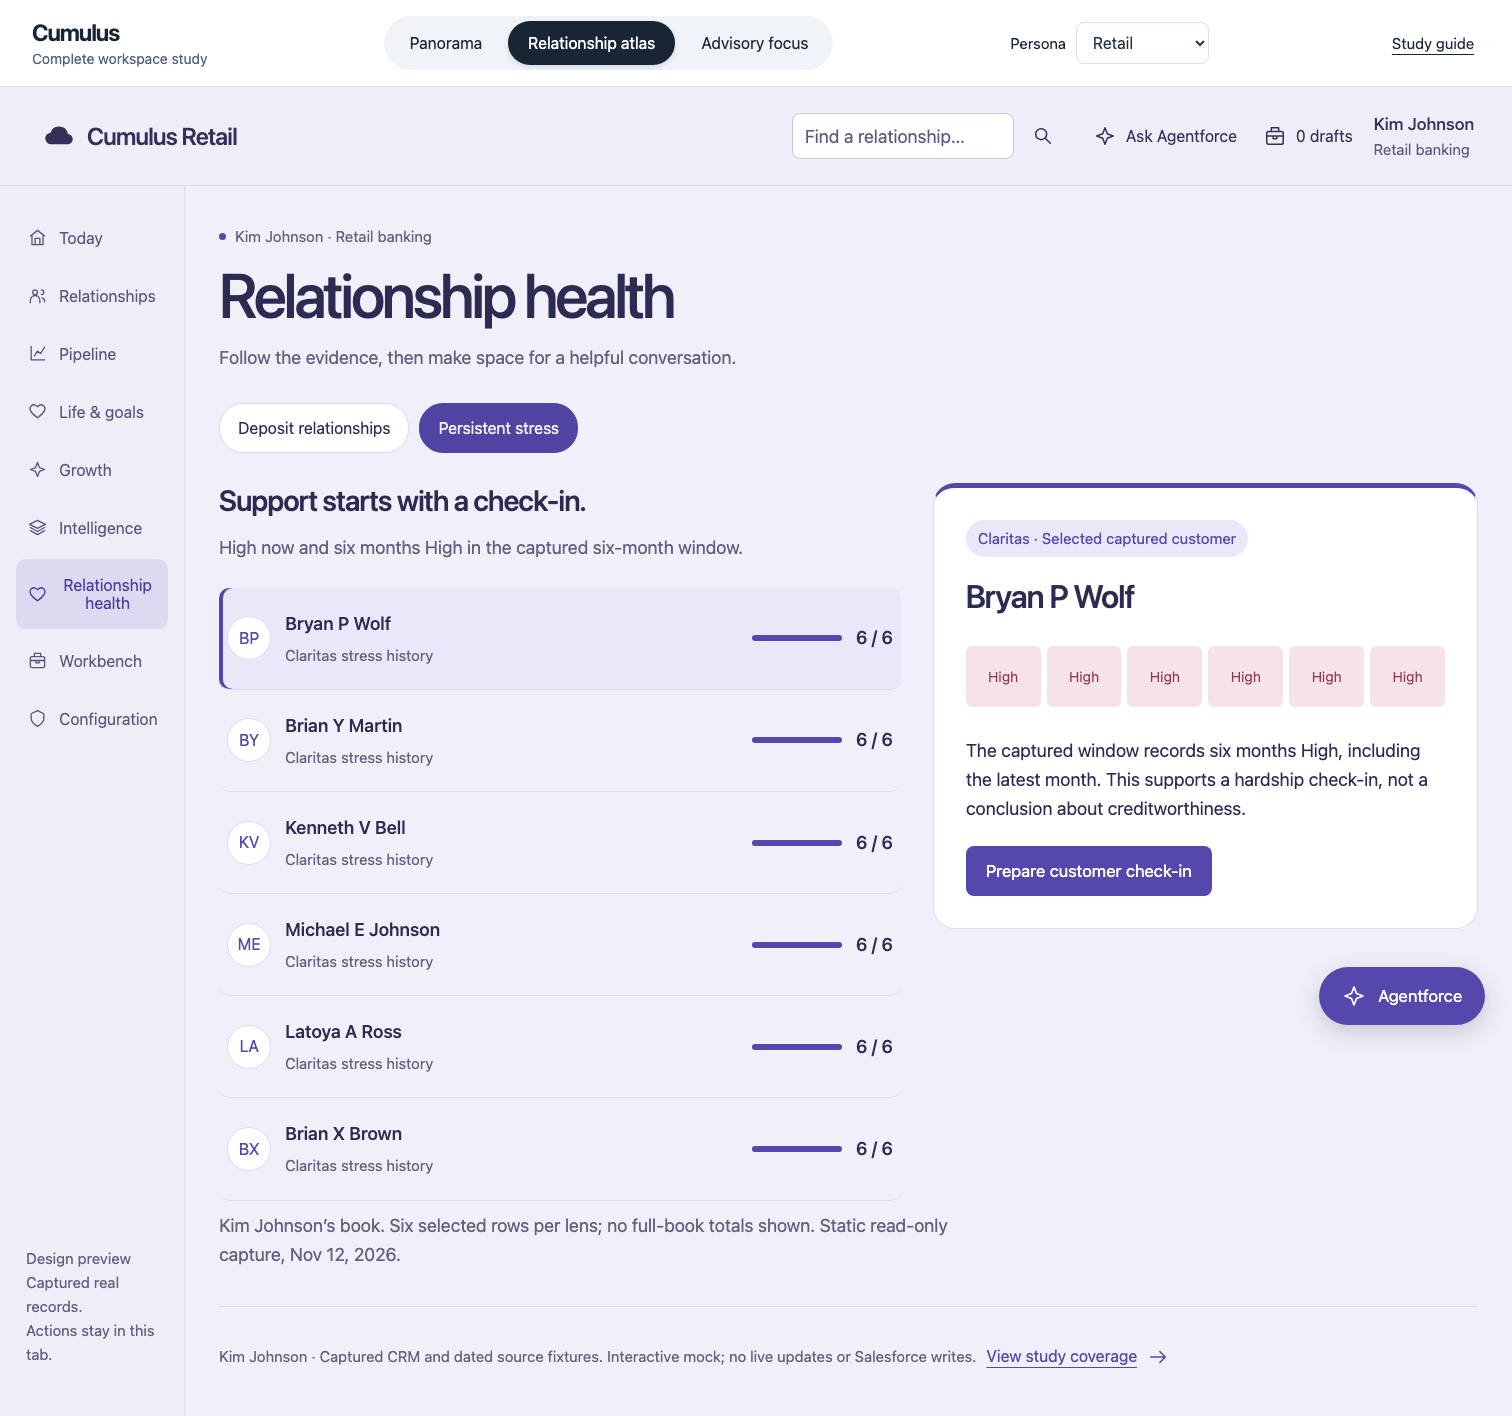 Cumulus
Complete workspace study
Panorama
Relationship atlas
Advisory focus
Persona
Retail
Study guide
Cumulus Retail
Find a relationship...
Ask Agentforce
0 drafts
Kim Johnson
Retail banking
Today
Relationships
Pipeline
Life & goals
Growth
Intelligence
Relationship
health
Workbench
Configuration
Design preview
Captured real
records.
Actions stay in this
tab.
Kim Johnson · Retail banking
Relationship health
Follow the evidence, then make space for a helpful conversation.
Deposit relationships
Persistent stress
Support starts with a check-in.
High now and six months High in the captured six-month window.
BP
Bryan P Wolf
Claritas stress history
6 / 6
BY
Brian Y Martin
Claritas stress history
6 / 6
KV
Kenneth V Bell
Claritas stress history
6 / 6
ME
Michael E Johnson
Claritas stress history
6 / 6
LA
Latoya A Ross
Claritas stress history
6 / 6
BX
Brian X Brown
Claritas stress history
6 / 6
Claritas · Selected captured customer
Bryan P Wolf
High High High High High High
The captured window records six months High, including
the latest month. This supports a hardship check-in, not a
conclusion about creditworthiness.
Prepare customer check-in
Agentforce
Kim Johnson’s book. Six selected rows per lens; no full-book totals shown. Static read-only
capture, Nov 12, 2026.
Kim Johnson · Captured CRM and dated source fixtures. Interactive mock; no live updates or Salesforce writes. View study coverage